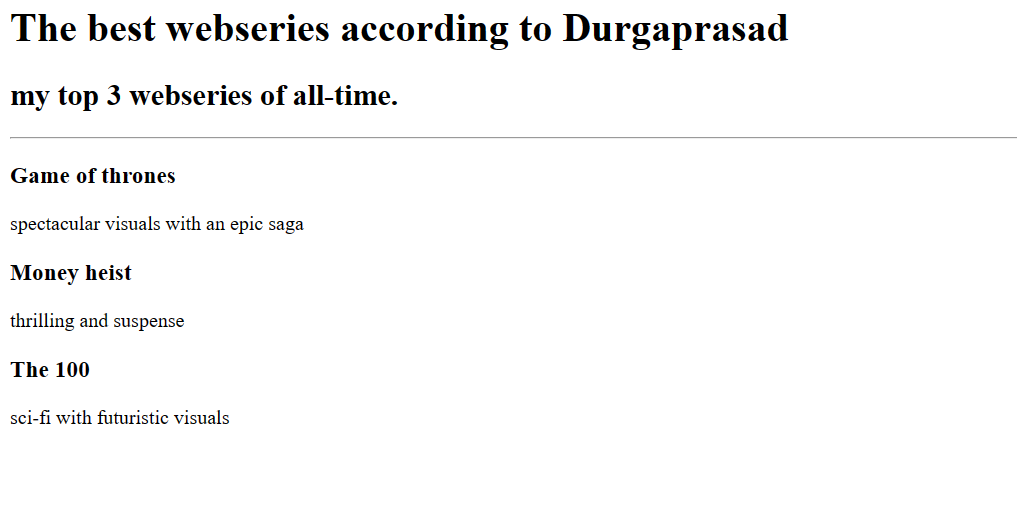 The best webseries according to Durgaprasad
my top 3 webseries of all-time.
Game of thrones
spectacular visuals with an epic saga
Money heist
thrilling and suspense
The 100
sci-fi with futuristic visuals